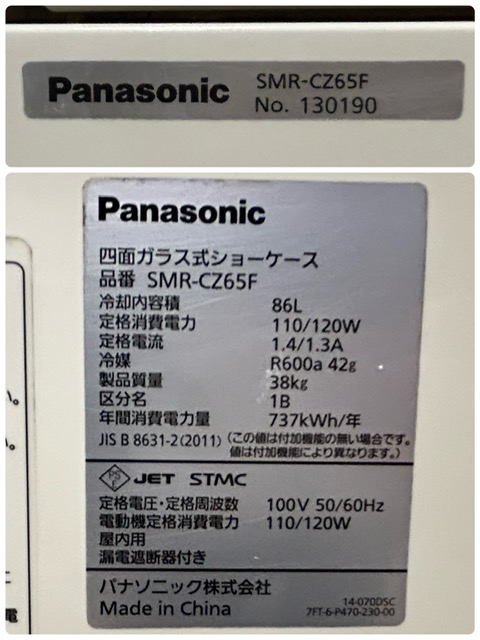 Panasonic SMR-CZ65F
No. 130190
Panasonic
四面ガラス式ショーケース
品番 SMR-CZ65F
冷却内容積 86L
定格消費電力 110/120W
定格電流 1.4/1.3A
冷媒 R600a 42g
製品質量 38kg
区分名 1B
年間消費電力量 737kWh/年
JIS B 8631-2(2011) (この値は付加機能の無い場合です。
値は付加機能により異なります。)
PS E JET STMC
定格電圧・定格周波数 100V 50/60Hz
電動機定格消費電力 110/120W
屋内用
漏電遮断器付き
パナソニック株式会社
Made in China
14-070DSC
7FT-6-P470-230-00
い。
い。
電